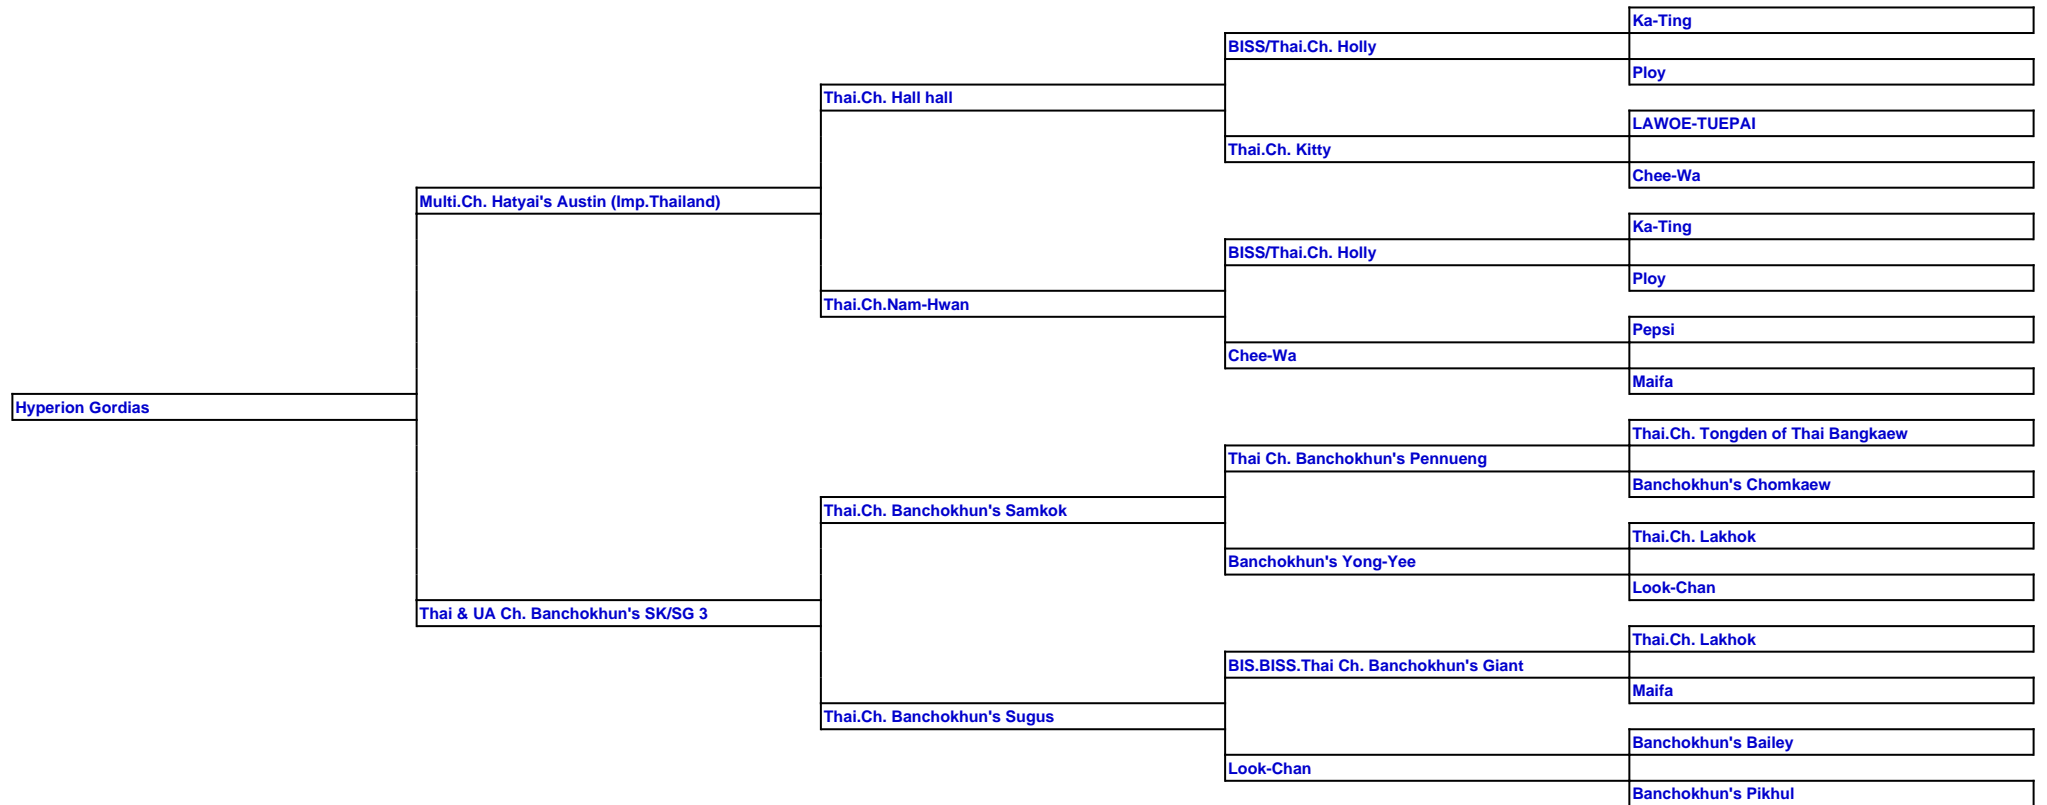 Ka-Ting
BISS/Thai.Ch. Holly
Ploy
Thai.Ch. Hall hall
LAWOE-TUEPAI
Thai.Ch. Kitty
Chee-Wa
Multi.Ch. Hatyai's Austin (Imp.Thailand)
Ka-Ting
BISS/Thai.Ch. Holly
Ploy
Thai.Ch.Nam-Hwan
Pepsi
Chee-Wa
Maifa
Hyperion Gordias
Thai.Ch. Tongden of Thai Bangkaew
Thai Ch. Banchokhun's Pennueng
Banchokhun's Chomkaew
Thai.Ch. Banchokhun's Samkok
Thai.Ch. Lakhok
Banchokhun's Yong-Yee
Look-Chan
Thai & UA Ch. Banchokhun's SK/SG 3
Thai.Ch. Lakhok
BIS.BISS.Thai Ch. Banchokhun's Giant
Maifa
Thai.Ch. Banchokhun's Sugus
Banchokhun's Bailey
Look-Chan
Banchokhun's Pikhul